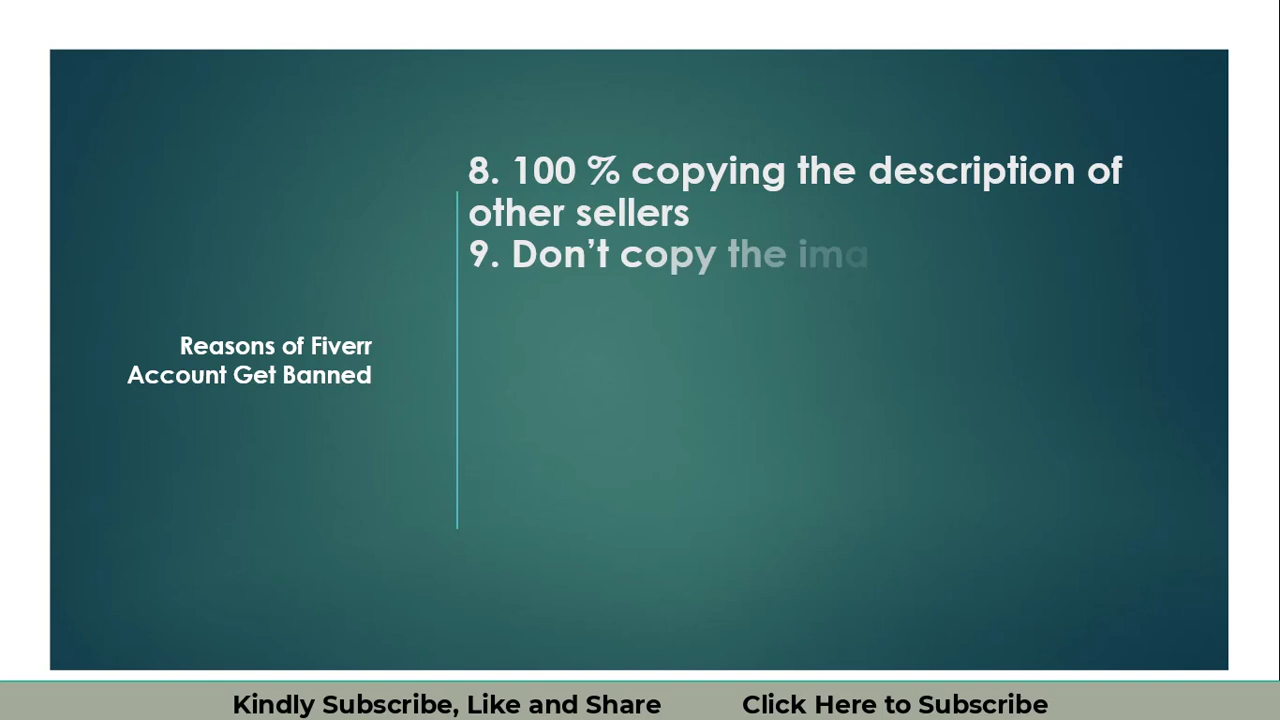 8. 100 % copying the description of
other sellers
9. Don’t copy the
Reasons of Fiverr
Account Get Banned
Kindly Subscribe, Like and Share
Click Here to Subscribe